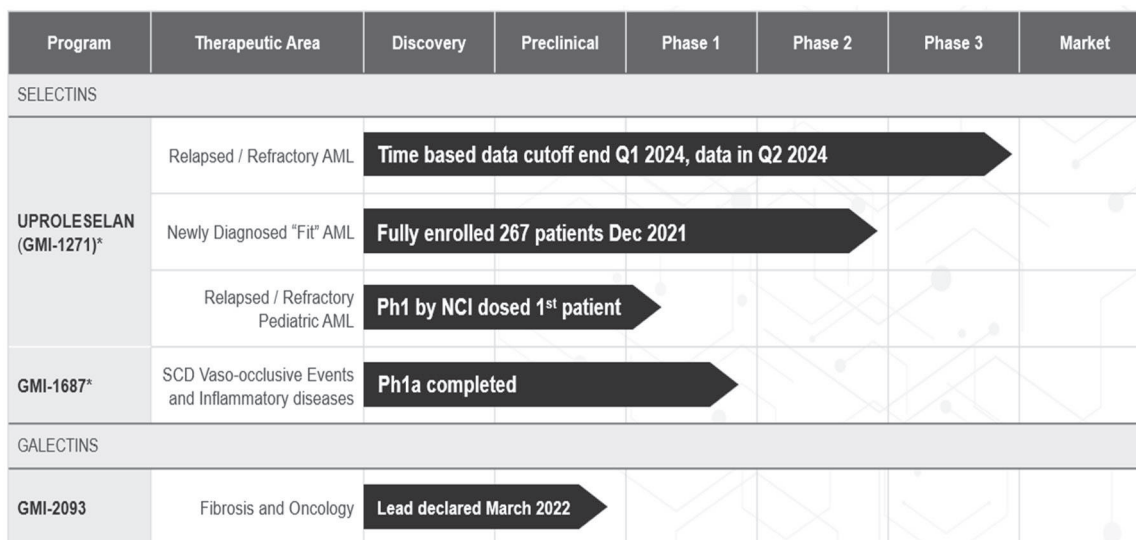 Program Therapeutic Area Discovery Preclinical Phase 1 Phase 2 Phase 3 Market
SELECTINS
UPROLESELAN
(GMI-1271)*
Relapsed / Refractory AML
Time based data cutoff end Q1 2024, data in Q2 2024
Newly Diagnosed “Fit” AML
Fully enrolled 267 patients Dec 2021
Relapsed / Refractory
Pediatric AML
Ph1 by NCI dosed 1st patient
GMI-1687*
SCD Vaso-occlusive Events
and Inflammatory diseases
Ph1a completed
GALECTINS
GMI-2093
Fibrosis and Oncology
Lead declared March 2022